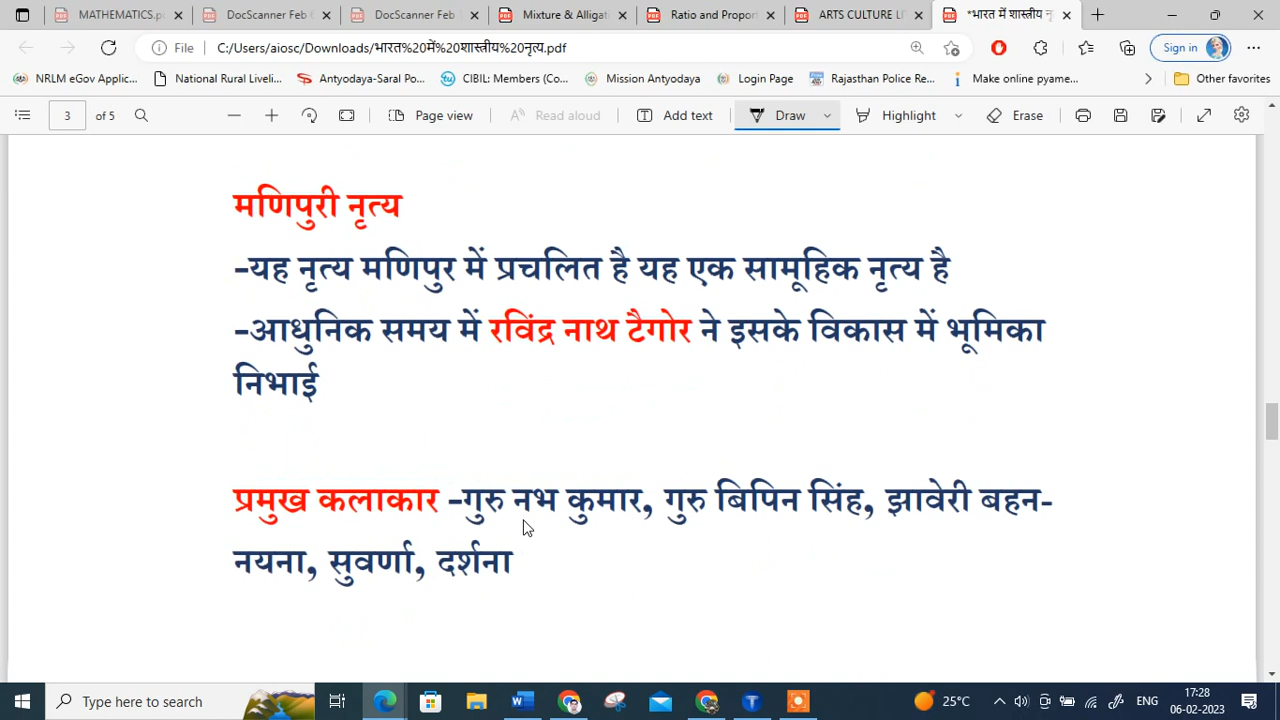 MATHEMATICS.p
DocScanner Feb 6
DocScanner Feb
Mixture & Alligati
Ratio and Propor
ARTS CULTURE L
*भारत में शास्त्रीय नृ
File
C:/Users/aiosc/Downloads/भारत%20में%20शास्त्रीय%20नृत्य.pdf
Sign in
NRLM eGov Applic...
National Rural Liveli...
Antyodaya-Saral Po...
CIBIL: Members (Co...
Mission Antyodaya
Login Page
Rajasthan Police Re...
Make online pyame...
Other favorites
3 of 5
Page view
Read aloud
Add text
Draw
Highlight
Erase
मणिपुरी नृत्य
-यह नृत्य मणिपुर में प्रचलित है यह एक सामूहिक नृत्य है
-आधुनिक समय में रविंद्र नाथ टैगोर ने इसके विकास में भूमिका
निभाई
प्रमुख कलाकार -गुरु नभ कुमार, गुरु बिपिन सिंह, झावेरी बहन-
नयना, सुवर्णा, दर्शना
Type here to search
25°C
ENG
17:28
06-02-2023